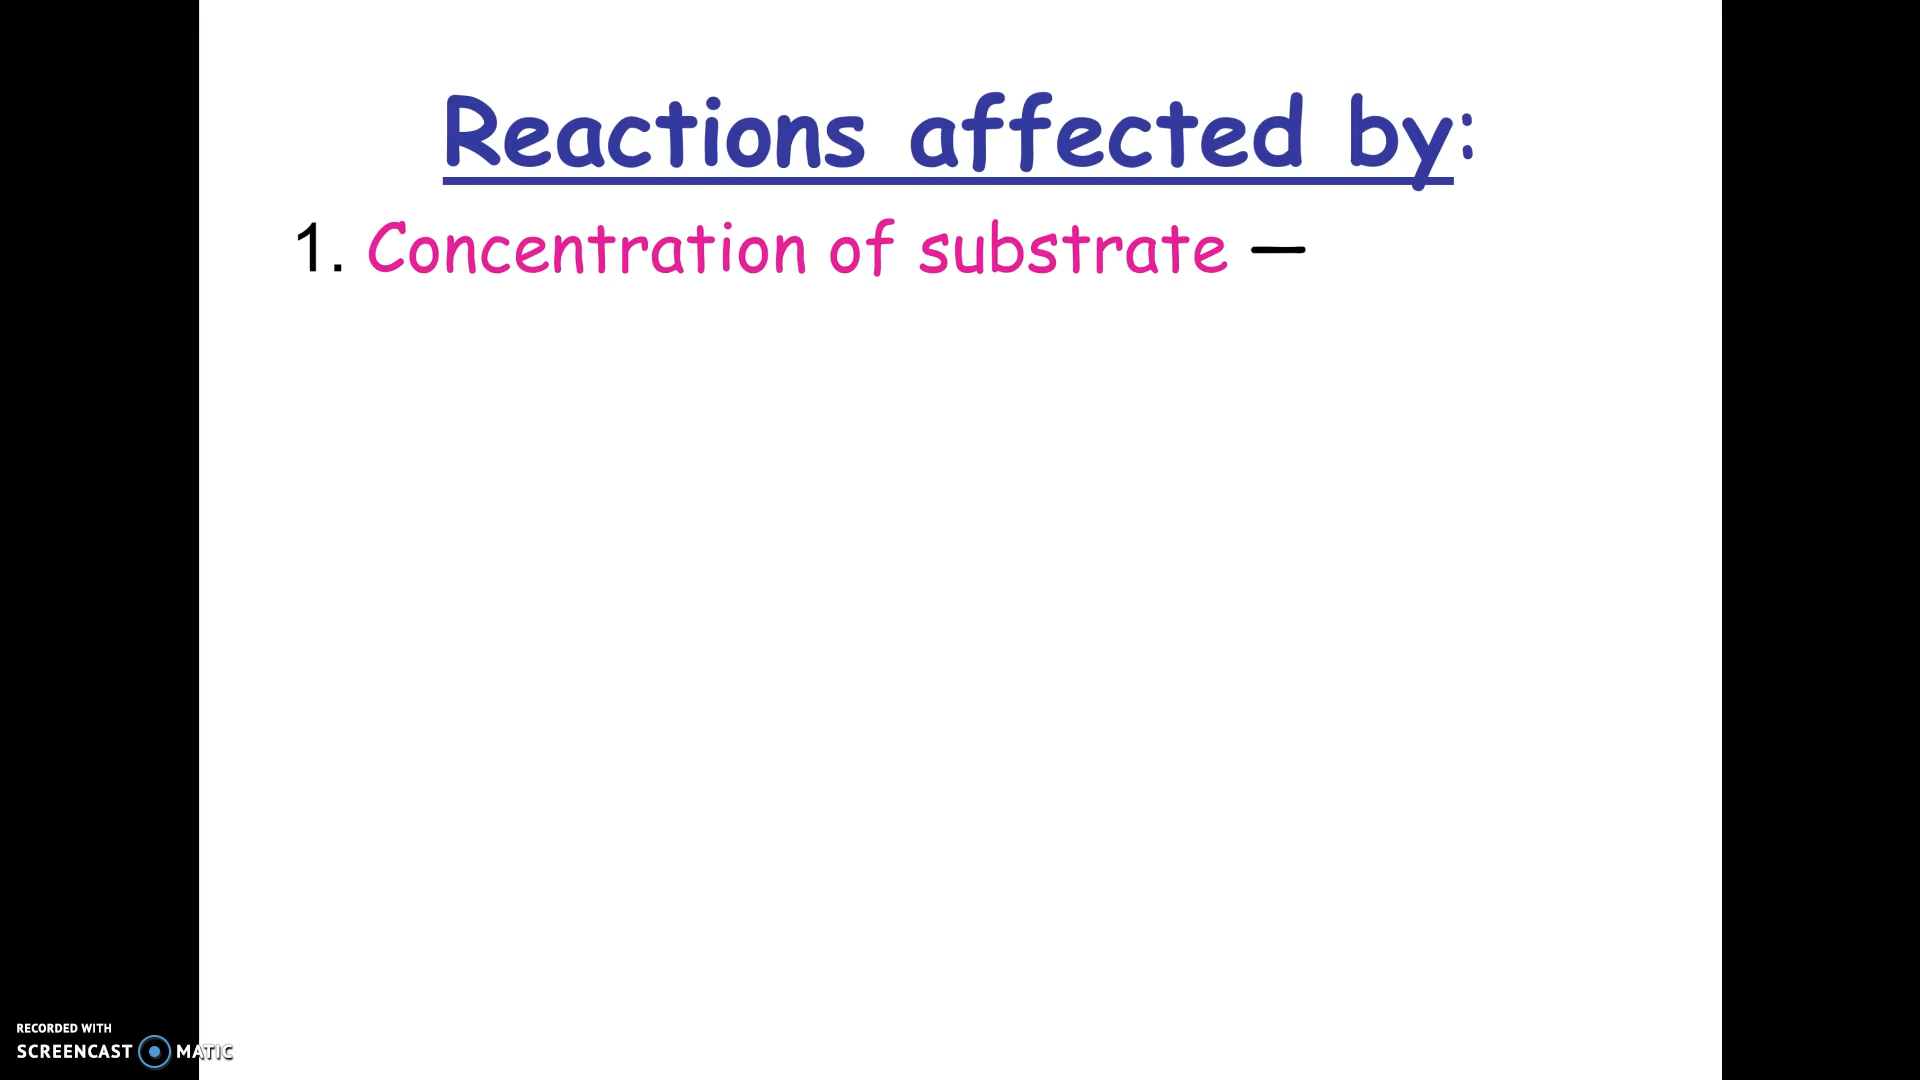 Reactions affected by:
1. Concentration of substrate –
RECORDED WITH
SCREENCAST MATIC